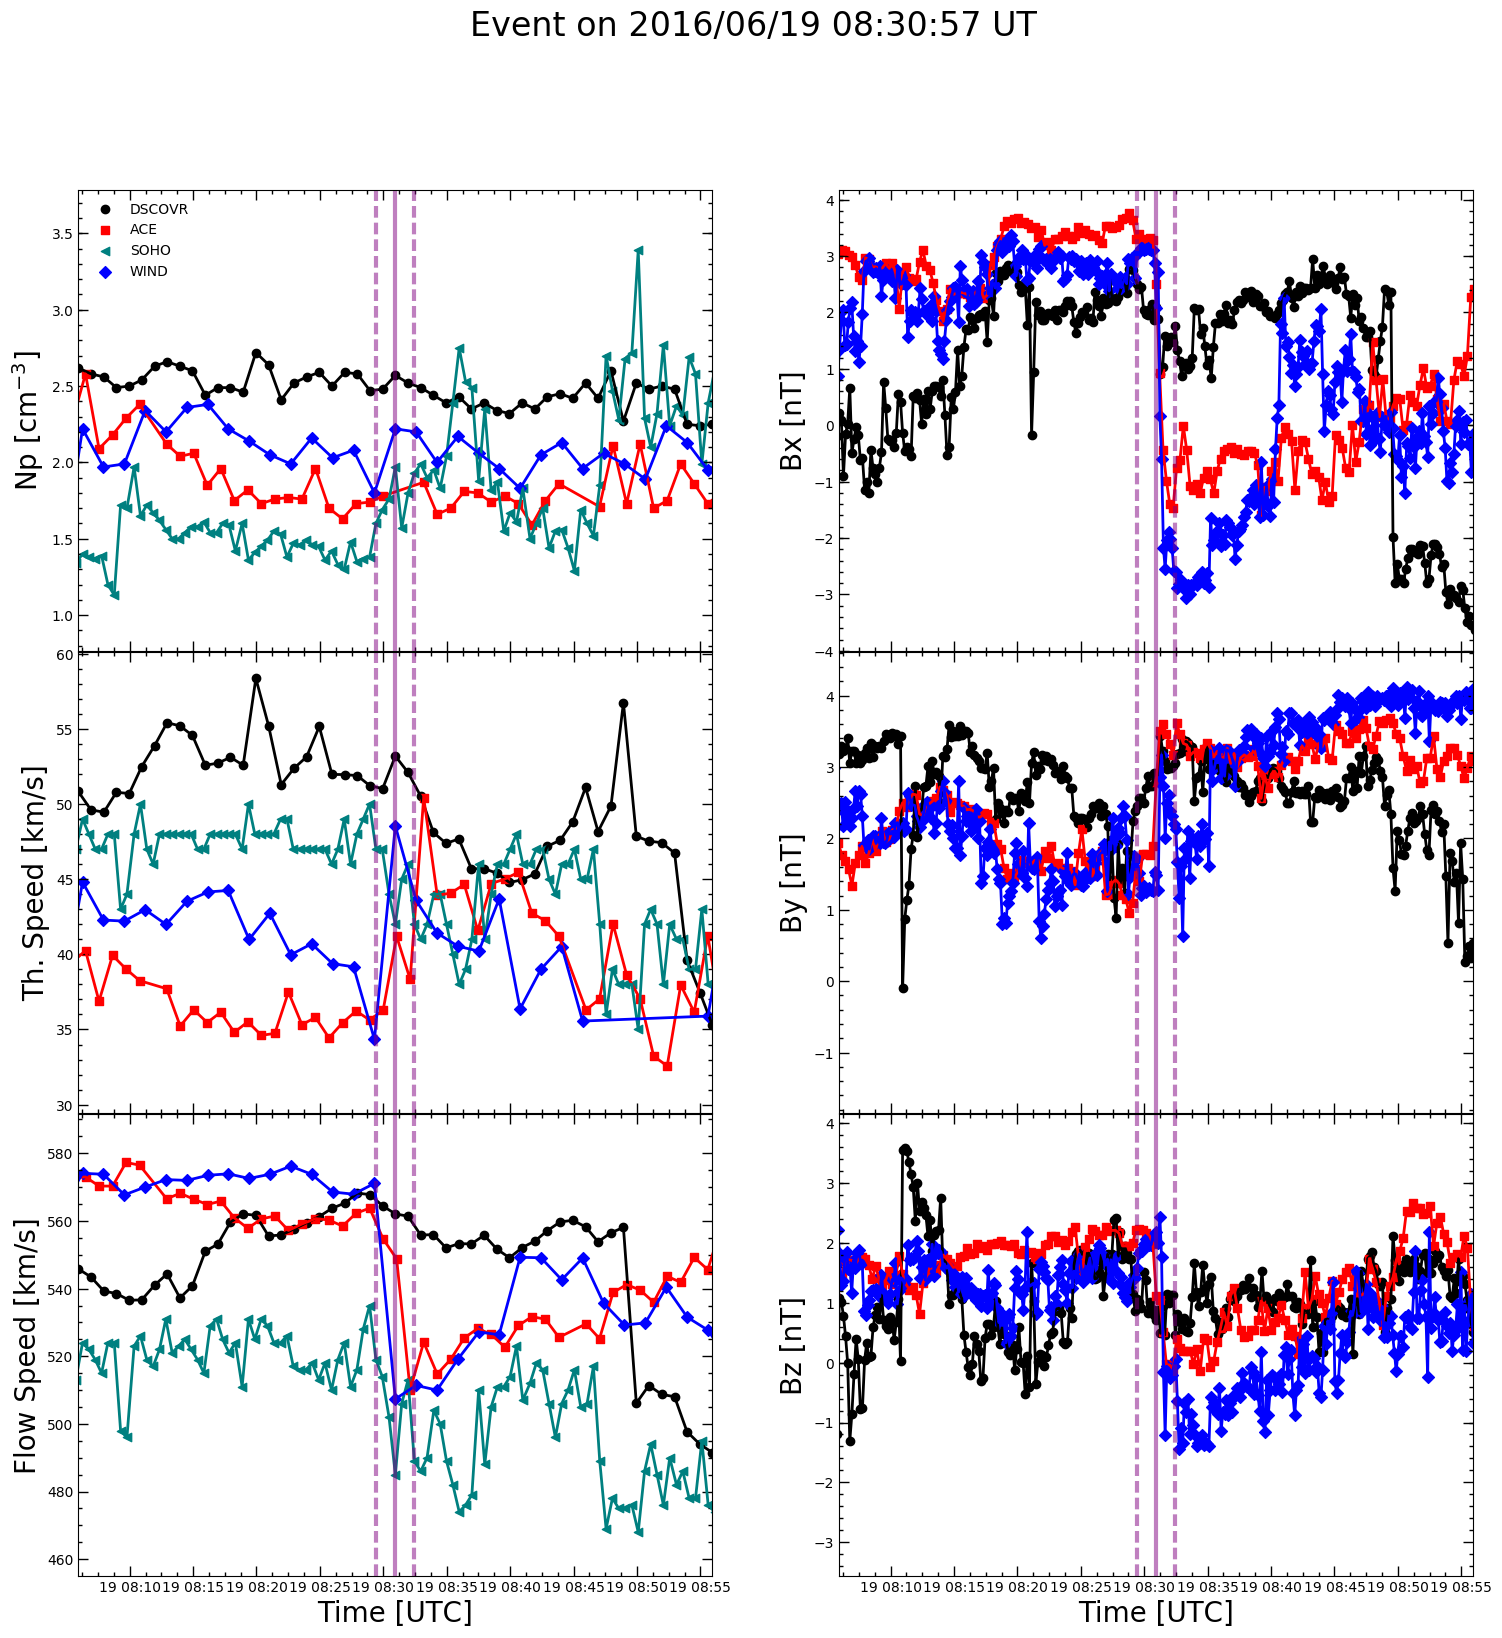 Event on 2016/06/19 08:30:57 UT
DSCOVR
ACE
SOHO
WIND
Np [cm⁻³]
3.5
3.0
2.5
2.0
1.5
1.0
Th. Speed [km/s]
60
55
50
45
40
35
30
Flow Speed [km/s]
580
560
540
520
500
480
460
19 08:10 19 08:15 19 08:20 19 08:25 19 08:30 19 08:35 19 08:40 19 08:45 19 08:50 19 08:55
Time [UTC]
Bx [nT]
4
3
2
1
0
−1
−2
−3
−4
By [nT]
4
3
2
1
0
−1
Bz [nT]
4
3
2
1
0
−1
−2
−3
19 08:10 19 08:15 19 08:20 19 08:25 19 08:30 19 08:35 19 08:40 19 08:45 19 08:50 19 08:55
Time [UTC]